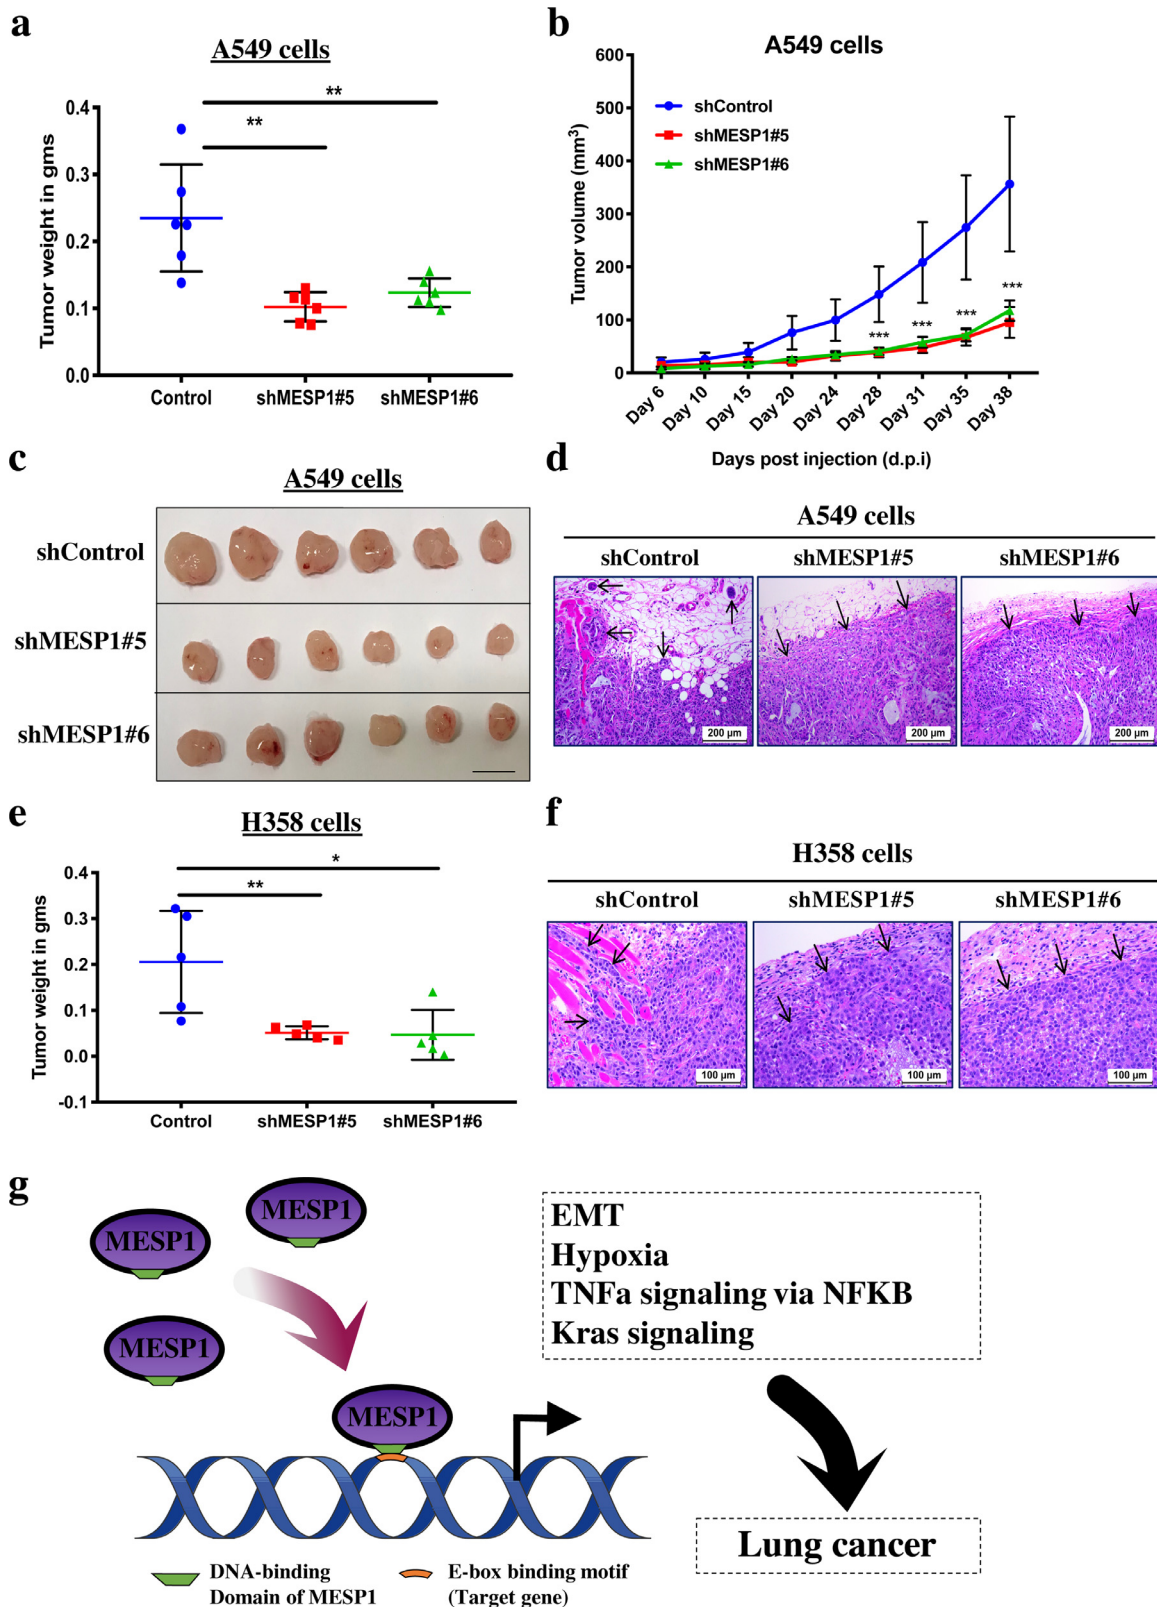 a
A549 cells
Tumor weight in gms
0.4
0.3
0.2
0.1
0.0
**
**
Control
shMESP1#5
shMESP1#6
b
A549 cells
Tumor volume (mm³)
600
500
400
300
200
100
0
shControl
shMESP1#5
shMESP1#6
***
***
***
***
Day 6
Day 10
Day 15
Day 20
Day 24
Day 28
Day 31
Day 35
Day 38
Days post injection (d.p.i)
c
A549 cells
shControl
shMESP1#5
shMESP1#6
d
A549 cells
shControl
shMESP1#5
shMESP1#6
200 µm
200 µm
200 µm
e
H358 cells
Tumor weight in gms
0.4
0.3
0.2
0.1
0.0
-0.1
*
**
Control
shMESP1#5
shMESP1#6
f
H358 cells
shControl
shMESP1#5
shMESP1#6
100 µm
100 µm
100 µm
g
MESP1
MESP1
MESP1
MESP1
EMT
Hypoxia
TNFa signaling via NFKB
Kras signaling
Lung cancer
DNA-binding
Domain of MESP1
E-box binding motif
(Target gene)